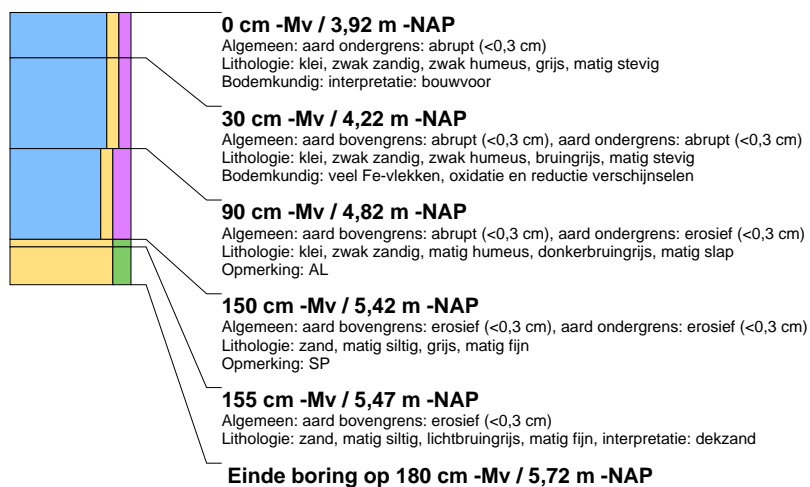 0 cm -Mv / 3,92 m -NAP
Algemeen: aard ondergrens: abrupt (<0,3 cm)
Lithologie: klei, zwak zandig, zwak humeus, grijs, matig stevig
Bodemkundig: interpretatie: bouwvoor
30 cm -Mv / 4,22 m -NAP
Algemeen: aard bovengrens: abrupt (<0,3 cm), aard ondergrens: abrupt (<0,3 cm)
Lithologie: klei, zwak zandig, zwak humeus, bruingrijs, matig stevig
Bodemkundig: veel Fe-vlekken, oxidatie en reductie verschijnselen
90 cm -Mv / 4,82 m -NAP
Algemeen: aard bovengrens: abrupt (<0,3 cm), aard ondergrens: erosief (<0,3 cm)
Lithologie: klei, zwak zandig, matig humeus, donkerbruingrijs, matig slap
Opmerking: AL
150 cm -Mv / 5,42 m -NAP
Algemeen: aard bovengrens: erosief (<0,3 cm), aard ondergrens: erosief (<0,3 cm)
Lithologie: zand, matig siltig, grijs, matig fijn
Opmerking: SP
155 cm -Mv / 5,47 m -NAP
Algemeen: aard bovengrens: erosief (<0,3 cm)
Lithologie: zand, matig siltig, lichtbruingrijs, matig fijn, interpretatie: dekzand
Einde boring op 180 cm -Mv / 5,72 m -NAP